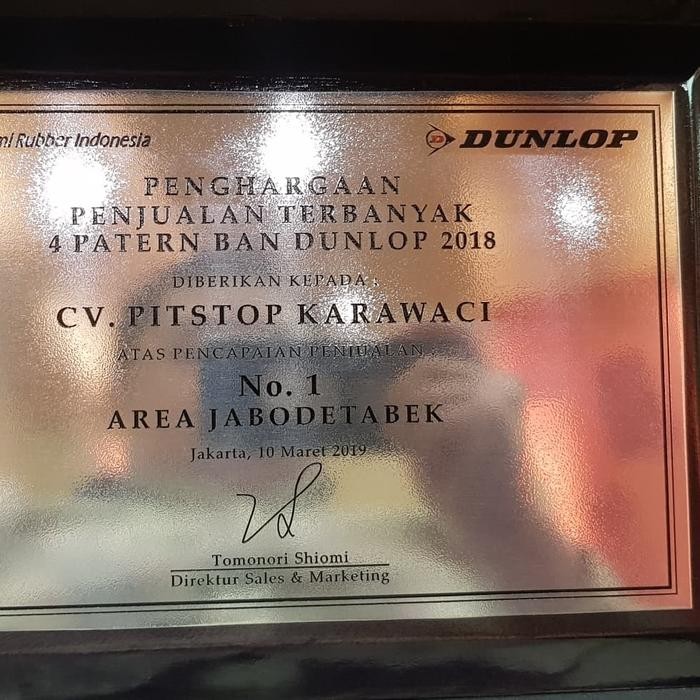 Rubber Indonesia
DUNLOP
PENGHARGAAN
PENJUALAN TERBANYAK
4 PATERN BAN DUNLOP 2018
DIBERIKAN KEPADA :
CV. PITSTOP KARAWACI
ATAS PENCAPAIAN PENJUALAN :
No. 1
AREA JABODETABEK
Jakarta, 10 Maret 2019
Tomonori Shiomi
Direktur Sales & Marketing